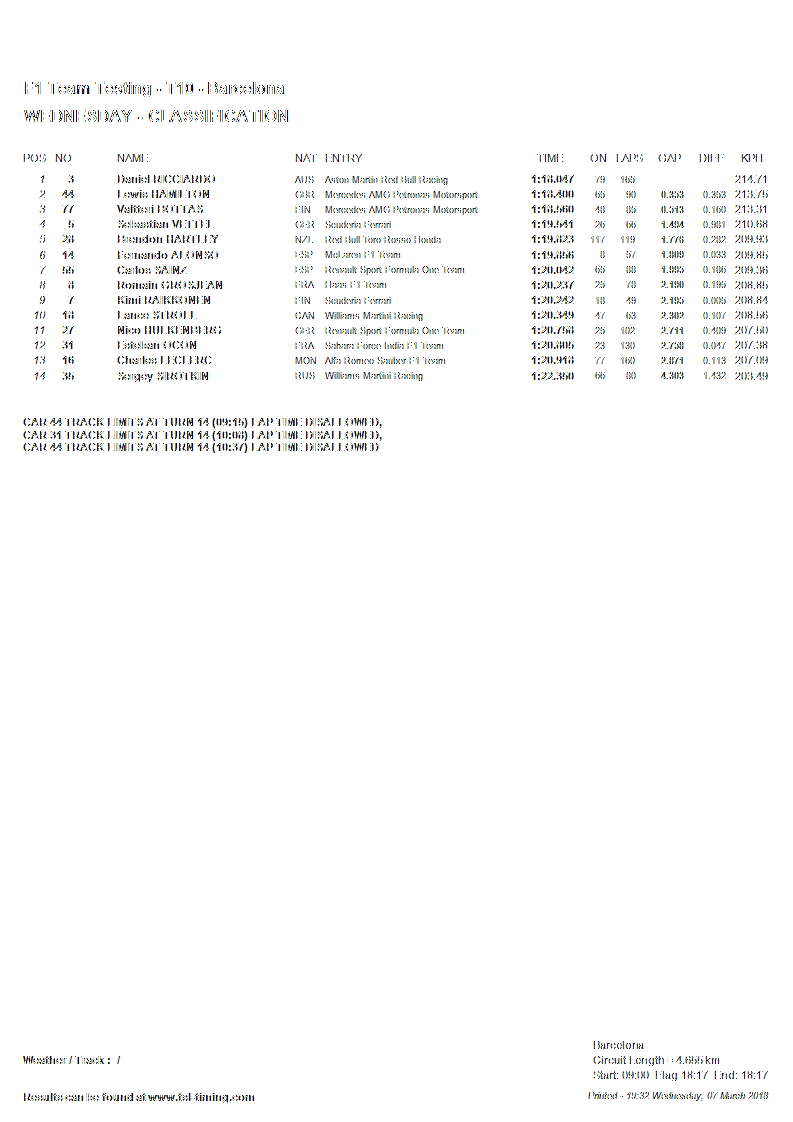 F1 Team Testing - T10 - Barcelona
WEDNESDAY - CLASSIFICATION
POS NO NAME NAT ENTRY TIME ON LAPS GAP DIFF KPH
1 3 Daniel RICCIARDO AUS Aston Martin Red Bull Racing 1:18.047 79 165 214.71
2 44 Lewis HAMILTON GBR Mercedes AMG Petronas Motorsport 1:18.400 65 90 0.353 0.353 213.75
3 77 Valtteri BOTTAS FIN Mercedes AMG Petronas Motorsport 1:18.560 48 85 0.513 0.160 213.31
4 5 Sebastian VETTEL GER Scuderia Ferrari 1:19.541 26 66 1.494 0.981 210.68
5 28 Brendon HARTLEY NZL Red Bull Toro Rosso Honda 1:19.823 117 119 1.776 0.282 209.93
6 14 Fernando ALONSO ESP McLaren F1 Team 1:19.856 8 57 1.809 0.033 209.85
7 55 Carlos SAINZ ESP Renault Sport Formula One Team 1:20.042 65 88 1.995 0.186 209.36
8 8 Romain GROSJEAN FRA Haas F1 Team 1:20.237 25 78 2.190 0.195 208.85
9 7 Kimi RAIKKONEN FIN Scuderia Ferrari 1:20.242 18 49 2.195 0.005 208.84
10 18 Lance STROLL CAN Williams Martini Racing 1:20.349 47 63 2.302 0.107 208.56
11 27 Nico HULKENBERG GER Renault Sport Formula One Team 1:20.758 25 102 2.711 0.409 207.50
12 31 Esteban OCON FRA Sahara Force India F1 Team 1:20.805 23 130 2.758 0.047 207.38
13 16 Charles LECLERC MON Alfa Romeo Sauber F1 Team 1:20.918 77 160 2.871 0.113 207.09
14 35 Sergey SIROTKIN RUS Williams Martini Racing 1:22.350 66 80 4.303 1.432 203.49
CAR 44 TRACK LIMITS AT TURN 14 (09:15) LAP TIME DISALLOWED,
CAR 31 TRACK LIMITS AT TURN 14 (10:08) LAP TIME DISALLOWED,
CAR 44 TRACK LIMITS AT TURN 14 (10:37) LAP TIME DISALLOWED
Barcelona
Weather / Track : / Circuit Length = 4.655 km
Start: 09:00 Flag 18:17 End: 18:17
Results can be found at www.tsl-timing.com Printed - 19:32 Wednesday, 07 March 2018